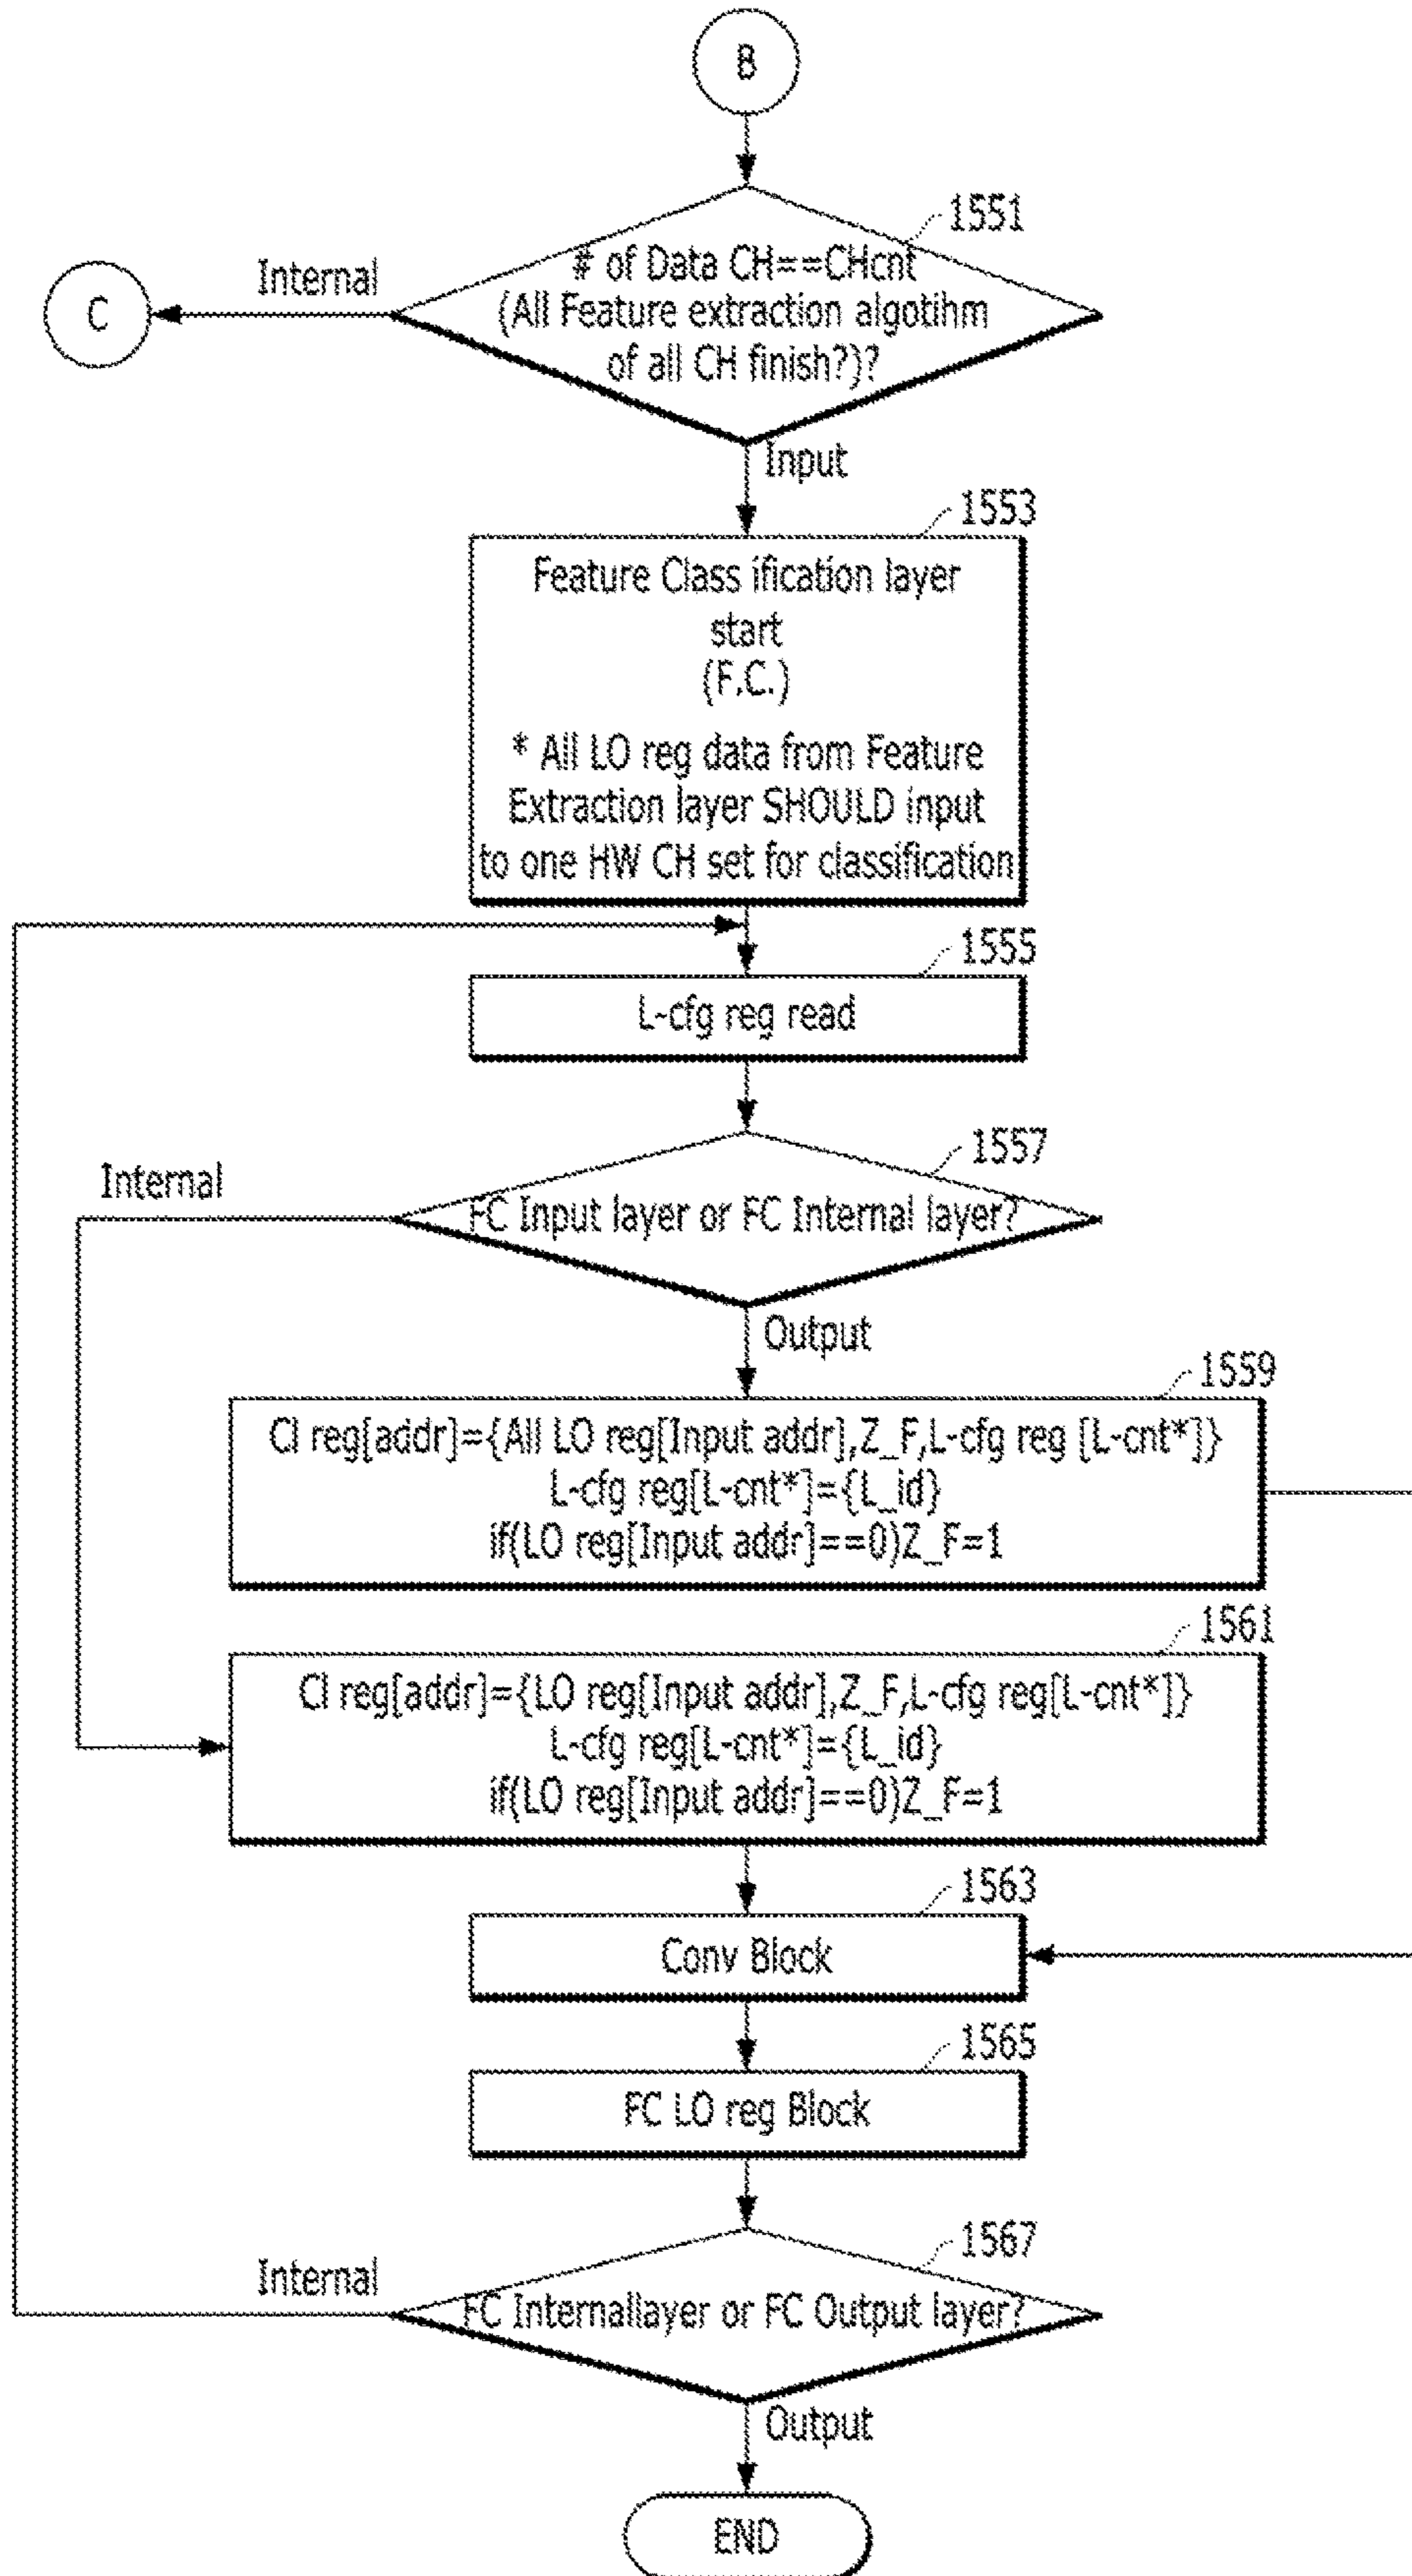 B
1551
# of Data CH==CHcnt
(All Feature extraction algotihm
of all CH finish?)?
Internal
C
Input
1553
Feature Class ification layer
start
(F.C.)
* All LO reg data from Feature
Extraction layer SHOULD input
to one HW CH set for classification
1555
L-cfg reg read
1557
Internal
FC Input layer or FC Internal layer?
Output
1559
CI reg[addr]={All LO reg[Input addr],Z_F,L-cfg reg [L-cnt*]}
L-cfg reg[L-cnt*]={L_id}
if(LO reg[Input addr]==0)Z_F=1
1561
CI reg[addr]={LO reg[Input addr],Z_F,L-cfg reg[L-cnt*]}
L-cfg reg[L-cnt*]={L_id}
if(LO reg[Input addr]==0)Z_F=1
1563
Conv Block
1565
FC LO reg Block
1567
Internal
FC Internallayer or FC Output layer?
Output
END